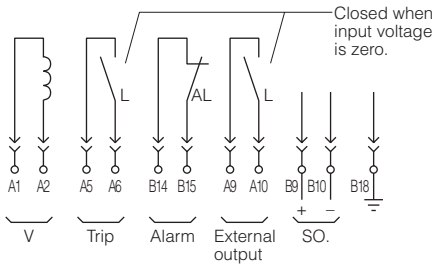 Closed when
input voltage
is zero.
L AL L
A1 A2 A5 A6 B14 B15 A9 A10 B9 B10 B18
+ −
V Trip Alarm External
output SO.